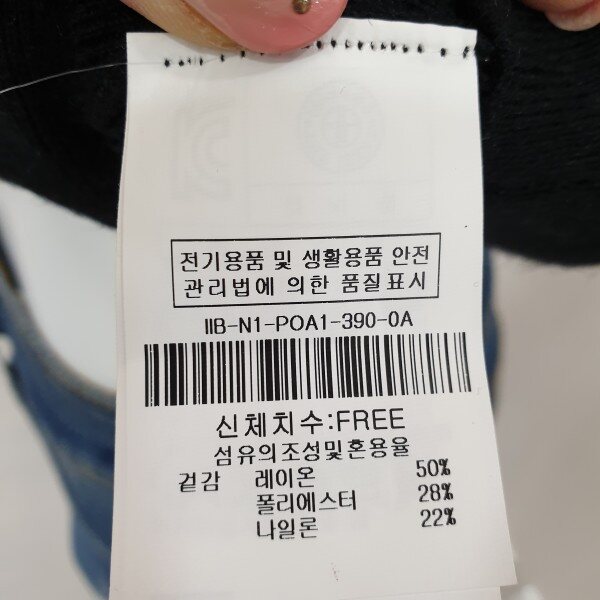 전기용품 및 생활용품 안전
관리법에 의한 품질표시
IIB-N1-POA1-390-0A
신체치수:FREE
섬유의조성및혼용율
겉감 레이온 50%
폴리에스터 28%
나일론 22%